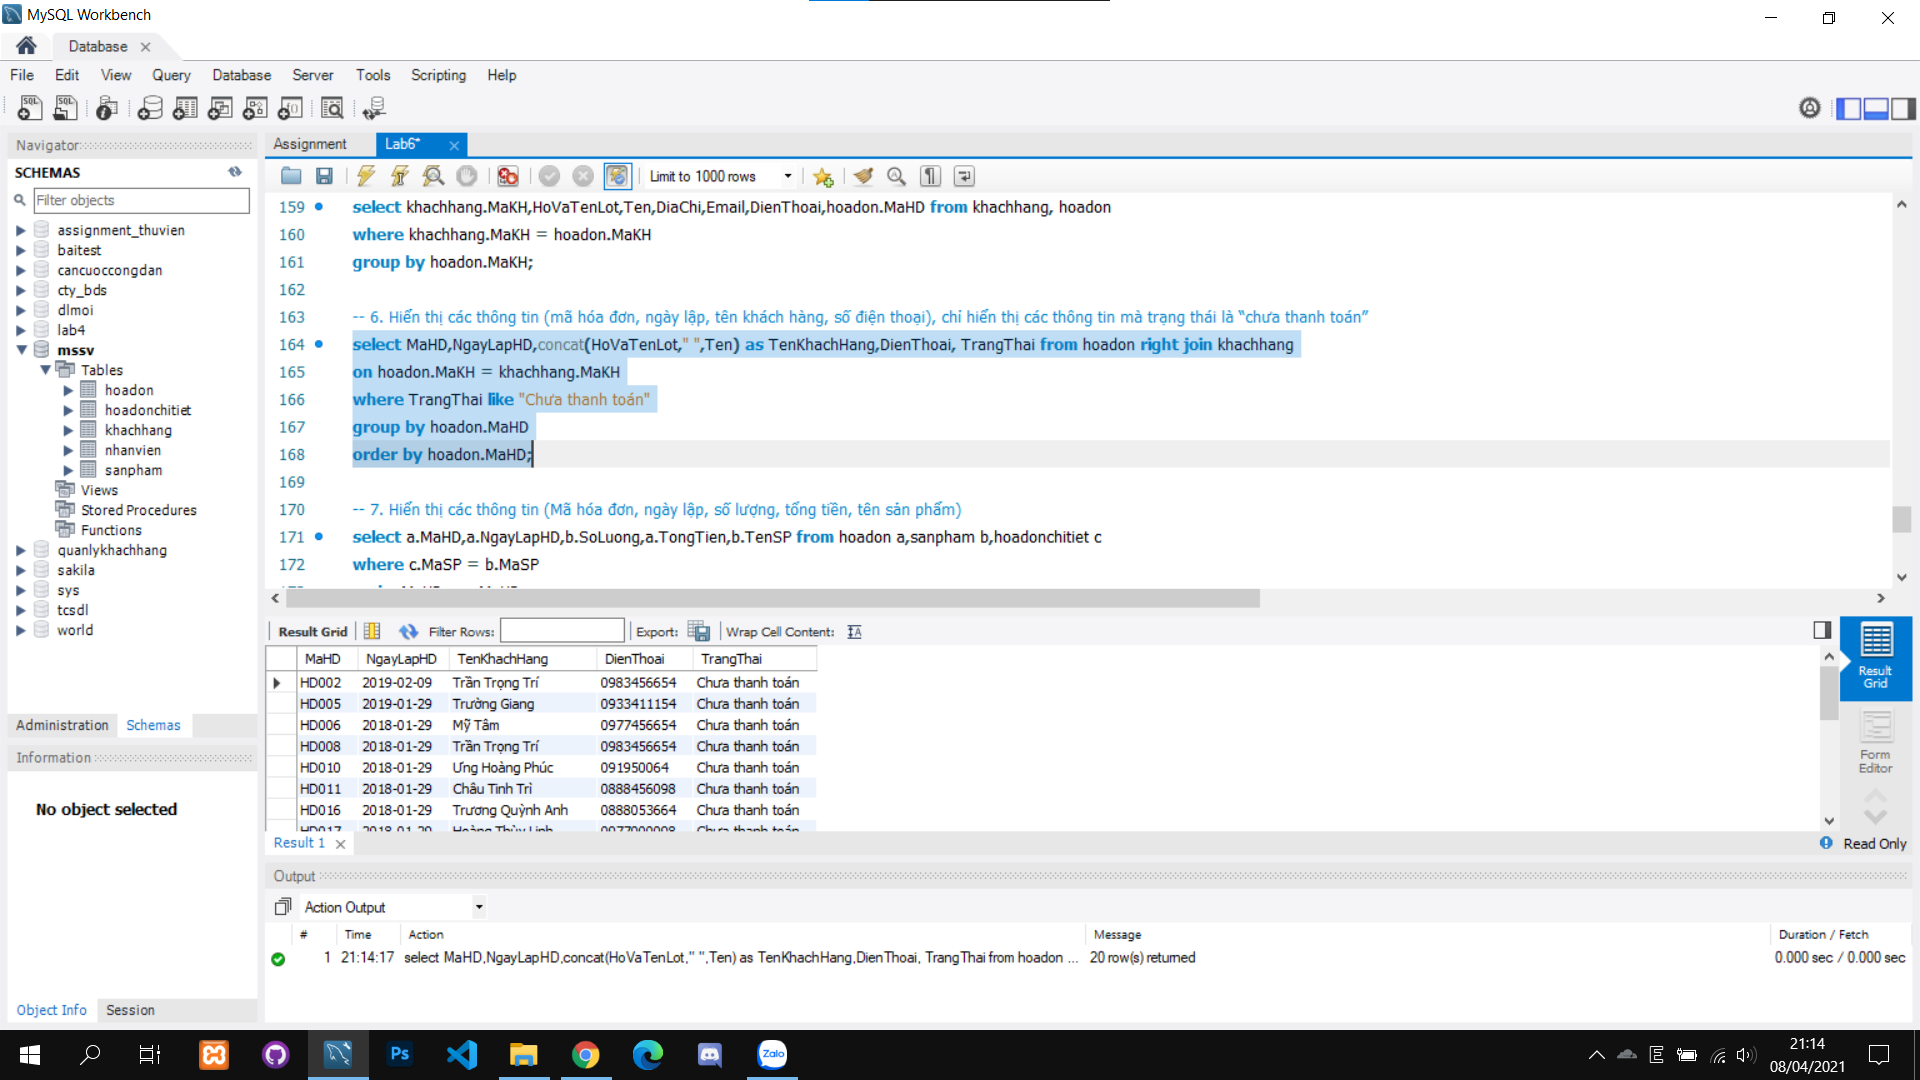 MySQL Workbench
Database
File Edit View Query Database Server Tools Scripting Help
Navigator
SCHEMAS
Filter objects
assignment_thuvien
baitest
cancuoccongdan
cty_bds
dlmoi
lab4
mssv
Tables
hoadon
hoadonchitiet
khachhang
nhanvien
sanpham
Views
Stored Procedures
Functions
quanlykhachhang
sakila
sys
tcsdl
world
Administration Schemas
Information
No object selected
Object Info Session
Assignment Lab6*
Limit to 1000 rows
159 select khachhang.MaKH,HoVaTenLot,Ten,DiaChi,Email,DienThoai,hoadon.MaHD from khachhang, hoadon
160 where khachhang.MaKH = hoadon.MaKH
161 group by hoadon.MaKH;
162
163 -- 6. Hiển thị các thông tin (mã hóa đơn, ngày lập, tên khách hàng, số điện thoại), chỉ hiển thị các thông tin mà trạng thái là “chưa thanh toán”
164 select MaHD,NgayLapHD,concat(HoVaTenLot," ",Ten) as TenKhachHang,DienThoai, TrangThai from hoadon right join khachhang
165 on hoadon.MaKH = khachhang.MaKH
166 where TrangThai like "Chưa thanh toán"
167 group by hoadon.MaHD
168 order by hoadon.MaHD;
169
170 -- 7. Hiển thị các thông tin (Mã hóa đơn, ngày lập, số lượng, tổng tiền, tên sản phẩm)
171 select a.MaHD,a.NgayLapHD,b.SoLuong,a.TongTien,b.TenSP from hoadon a,sanpham b,hoadonchitiet c
172 where c.MaSP = b.MaSP
Result Grid Filter Rows: Export: Wrap Cell Content:
MaHD NgayLapHD TenKhachHang DienThoai TrangThai
HD002 2019-02-09 Trần Trọng Trí 0983456654 Chưa thanh toán
HD005 2019-01-29 Trường Giang 0933411154 Chưa thanh toán
HD006 2018-01-29 Mỹ Tâm 0977456654 Chưa thanh toán
HD008 2018-01-29 Trần Trọng Trí 0983456654 Chưa thanh toán
HD010 2018-01-29 Ưng Hoàng Phúc 091950064 Chưa thanh toán
HD011 2018-01-29 Châu Tinh Trì 0888456098 Chưa thanh toán
HD016 2018-01-29 Trương Quỳnh Anh 0888053664 Chưa thanh toán
HD017 2018-01-29 Hoàng Thùy Linh Chưa thanh toán
Result Grid
Form Editor
Result 1
Read Only
Output
Action Output
# Time Action Message Duration / Fetch
1 21:14:17 select MaHD,NgayLapHD,concat(HoVaTenLot," ",Ten) as TenKhachHang,DienThoai, TrangThai from hoadon ... 20 row(s) returned 0.000 sec / 0.000 sec
Ps
Zalo
E
21:14
08/04/2021